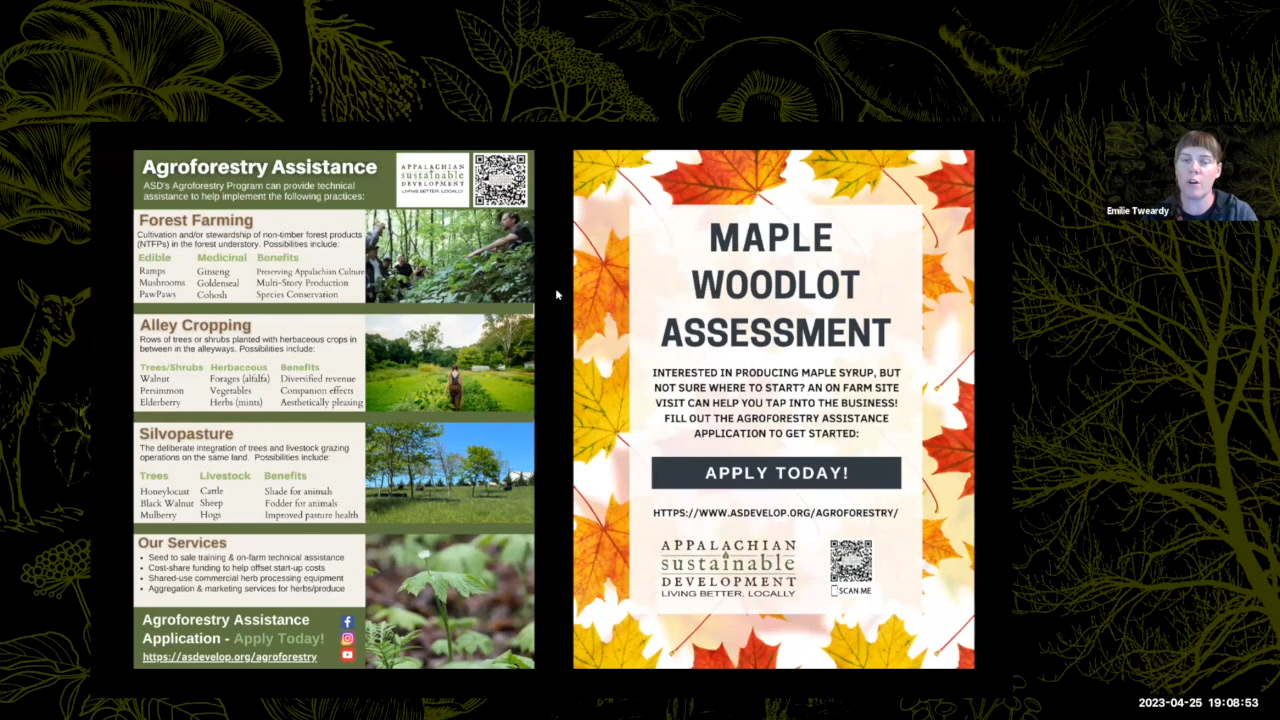 Agroforestry Assistance
ASD's Agroforestry Program can provide technical
assistance to help implement the following practices:
APPALACHIAN
sustainable
DEVELOPMENT
LIVING BETTER, LOCALLY
Forest Farming
Cultivation and/or stewardship of non-timber forest products
(NTFPs) in the forest understory. Possibilities include:
Edible Medicinal Benefits
Ramps Ginseng Preserving Appalachian Culture
Mushrooms Goldenseal Multi-Story Production
PawPaws Cohosh Species Conservation
Alley Cropping
Rows of trees or shrubs planted with herbaceous crops in
between in the alleyways. Possibilities include:
Trees/Shrubs Herbaceous Benefits
Walnut Forages (alfalfa) Diversified revenue
Persimmon Vegetables Companion effects
Elderberry Herbs (mints) Aesthetically pleasing
Silvopasture
The deliberate integration of trees and livestock grazing
operations on the same land. Possibilities include:
Trees Livestock Benefits
Honeylocust Cattle Shade for animals
Black Walnut Sheep Fodder for animals
Mulberry Hogs Improved pasture health
Our Services
• Seed to sale training & on-farm technical assistance
• Cost-share funding to help offset start-up costs
• Shared-use commercial herb processing equipment
• Aggregation & marketing services for herbs/produce
Agroforestry Assistance
Application - Apply Today!
https://asdevelop.org/agroforestry
MAPLE
WOODLOT
ASSESSMENT
INTERESTED IN PRODUCING MAPLE SYRUP, BUT
NOT SURE WHERE TO START? AN ON FARM SITE
VISIT CAN HELP YOU TAP INTO THE BUSINESS!
FILL OUT THE AGROFORESTRY ASSISTANCE
APPLICATION TO GET STARTED:
APPLY TODAY!
HTTPS://WWW.ASDEVELOP.ORG/AGROFORESTRY/
APPALACHIAN
sustainable
DEVELOPMENT
LIVING BETTER, LOCALLY
SCAN ME
Emilie Tweardy
2023-04-25 19:08:53